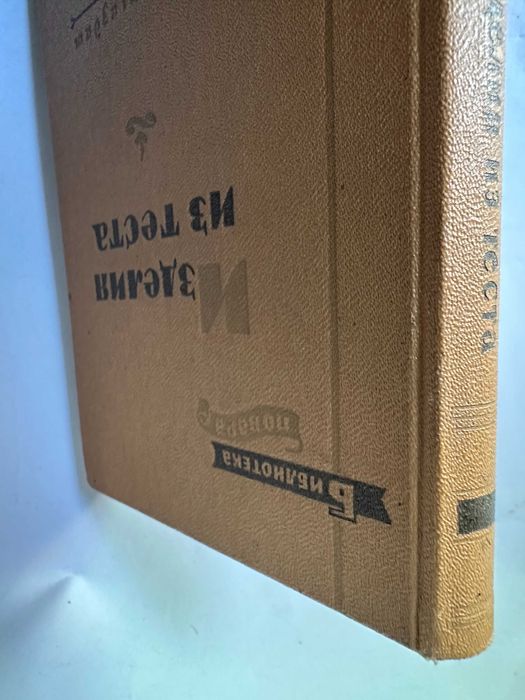 Библиотека
повара
Изделия
из теста
из теста